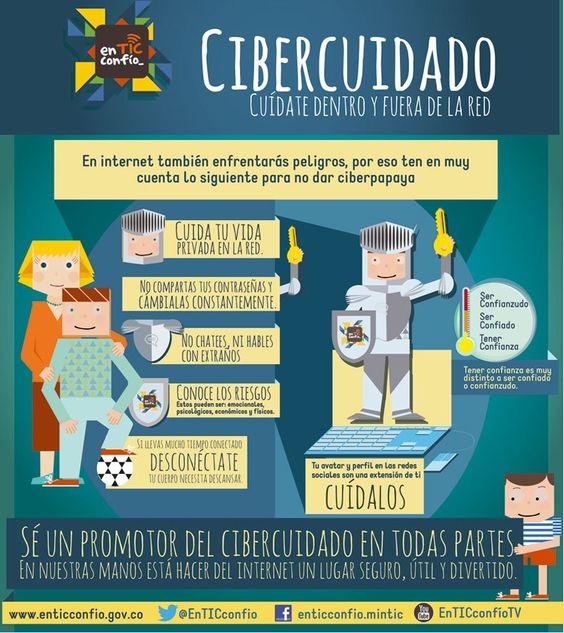 enTIC
confío_
CIBERCUIDADO
CUÍDATE DENTRO Y FUERA DE LA RED
En internet también enfrentarás peligros, por eso ten en muy
cuenta lo siguiente para no dar ciberpapaya
CUIDA TU VIDA
PRIVADA EN LA RED.
NO COMPARTAS TUS CONTRASEÑAS Y
CÁMBIALAS CONSTANTEMENTE.
NO CHATEES, NI HABLES
CON EXTRAÑOS
CONOCE LOS RIESGOS
Estos pueden ser: emocionales,
psicológicos, económicos y físicos.
SI LLEVAS MUCHO TIEMPO CONECTADO
DESCONÉCTATE
TU CUERPO NECESITA DESCANSAR.
Ser
Confianzudo
Ser
Confiado
Tener
Confianza
Tener confianza es muy
distinto a ser confiado
o confianzudo.
Tu avatar y perfil en las redes
sociales son una extensión de ti
CUÍDALOS
SÉ UN PROMOTOR DEL CIBERCUIDADO EN TODAS PARTES.
EN NUESTRAS MANOS ESTÁ HACER DEL INTERNET UN LUGAR SEGURO, ÚTIL Y DIVERTIDO.
www.enticconfio.gov.co @EnTICconfio enticconfio.mintic You Tube EnTICconfioTV